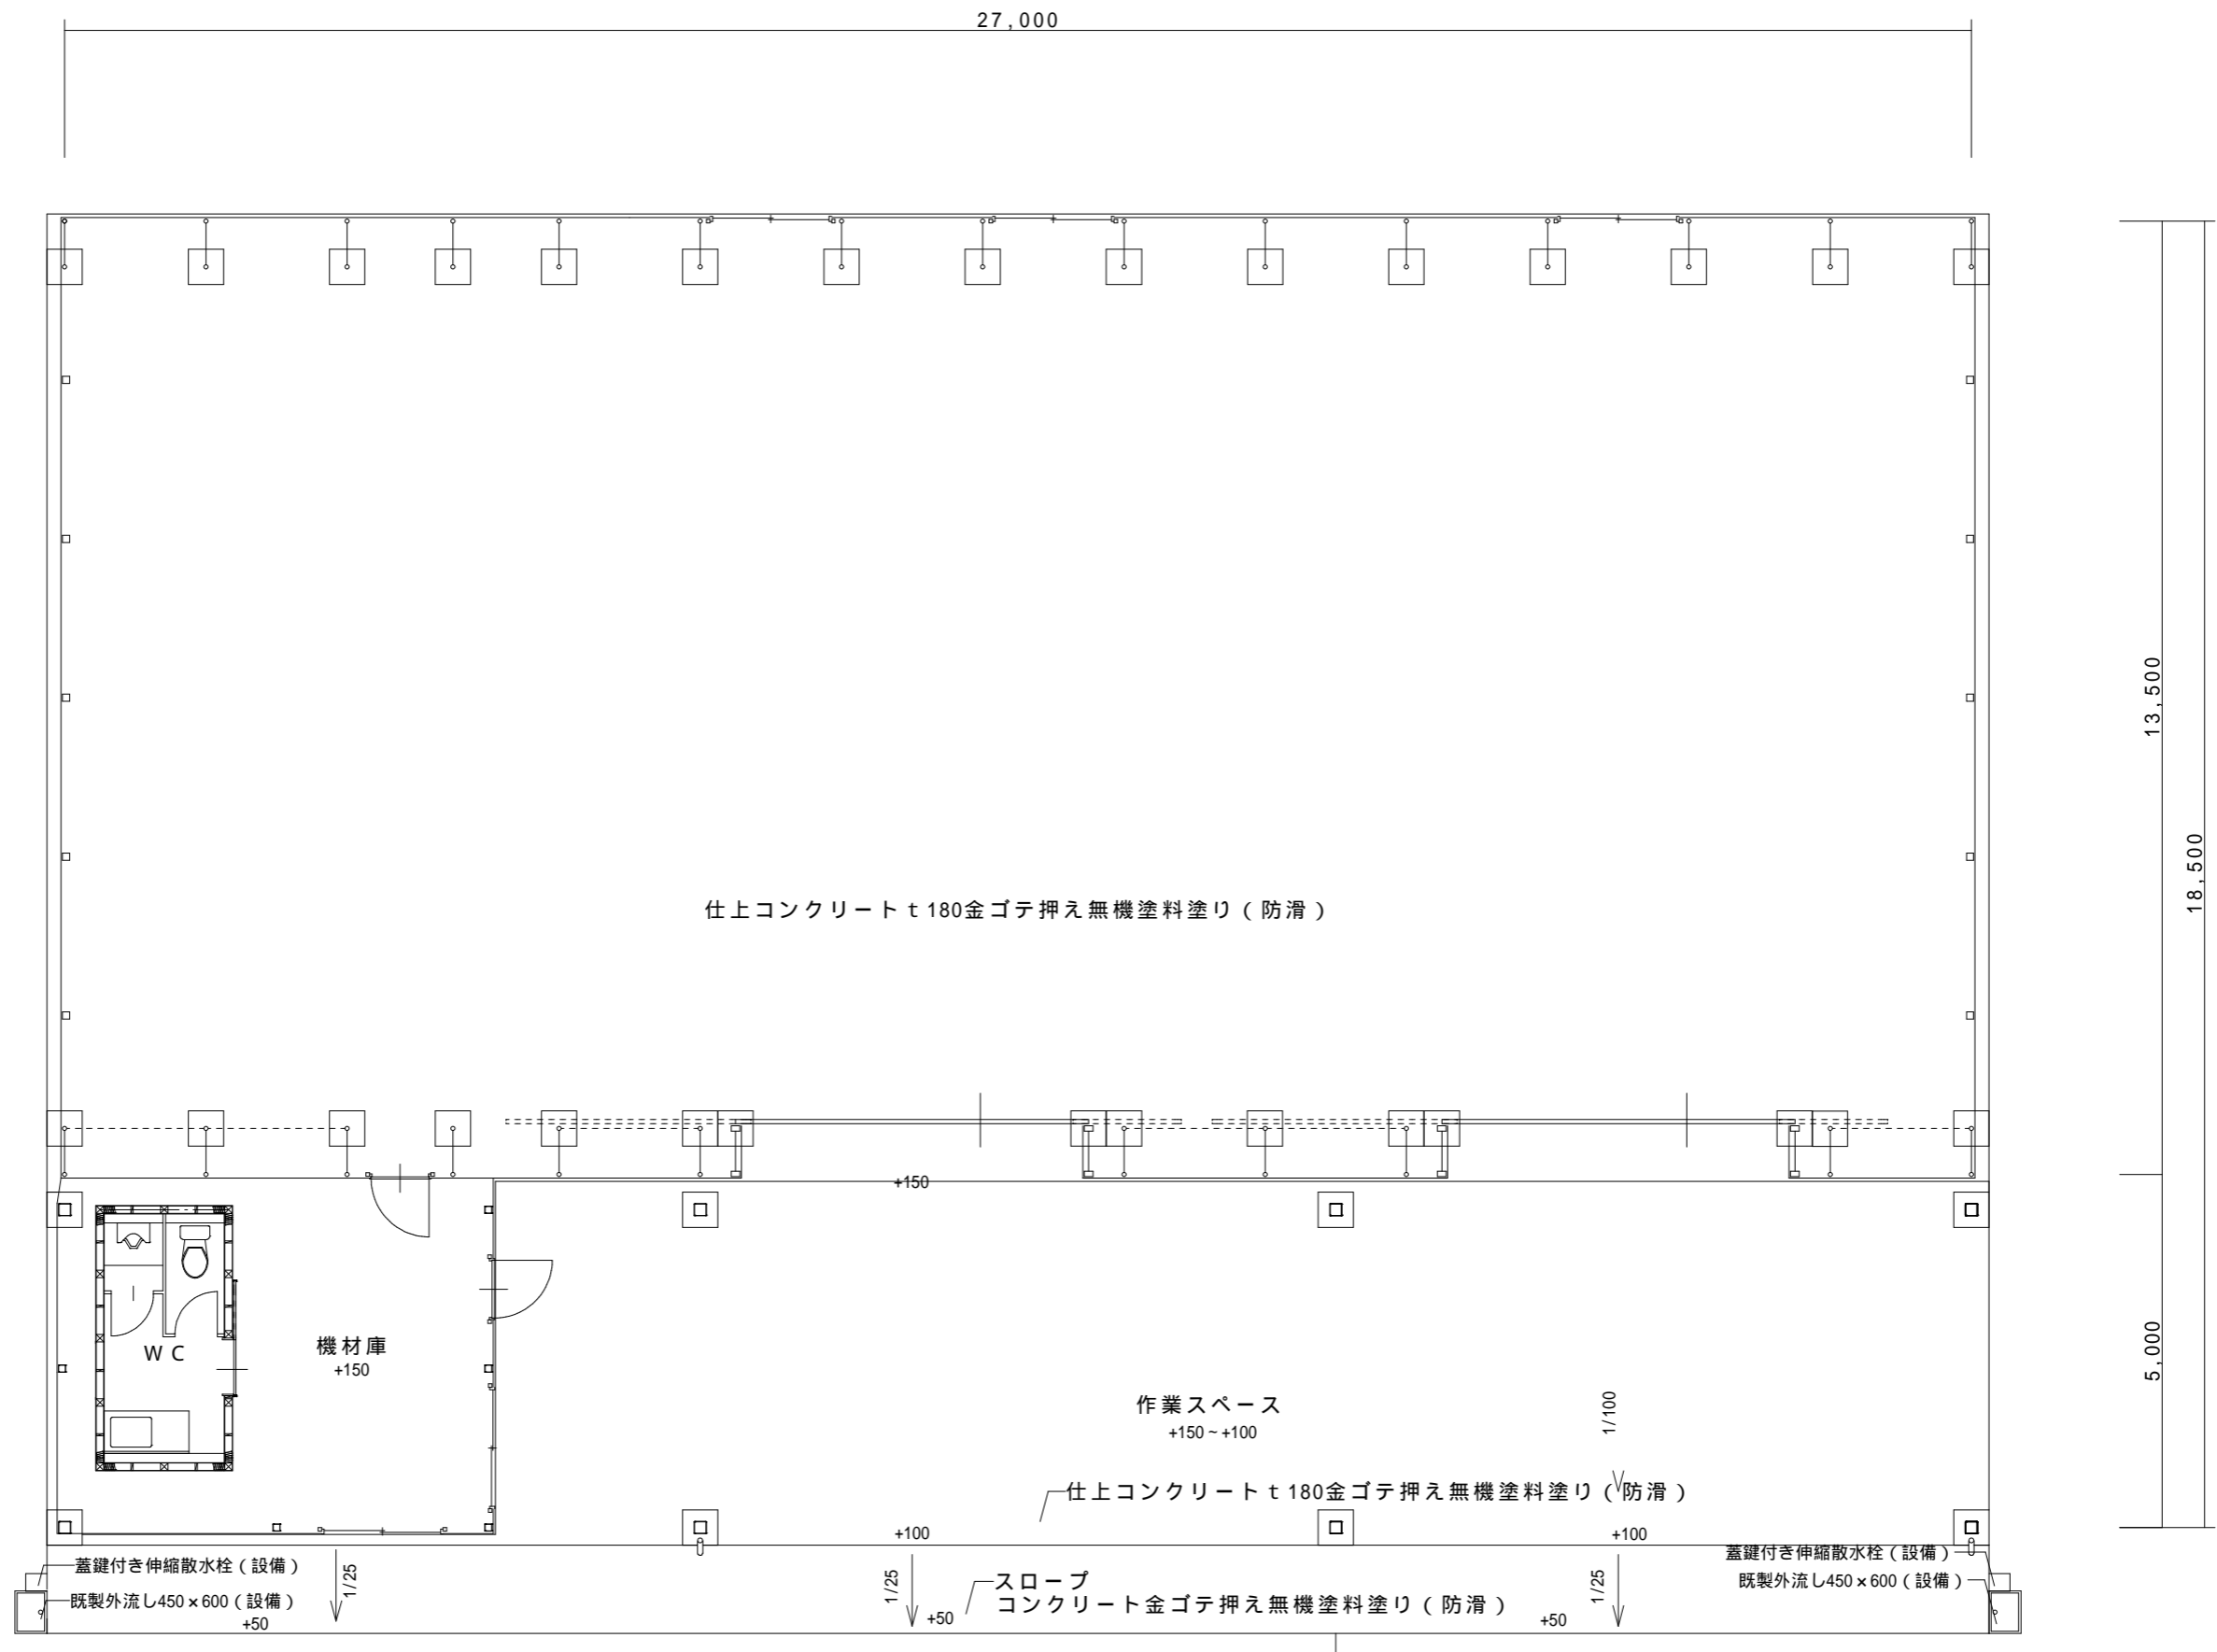 27,000
13,500
18,500
仕上コンクリートt180金ゴテ押え無機塗料塗り(防滑)
+150
WC
機材庫
+150
作業スペース
+150~+100
1/100
5,000
仕上コンクリートt180金ゴテ押え無機塗料塗り(防滑)
+100
+100
蓋鍵付き伸縮散水栓(設備)
既製外流し450×600(設備)
+50
1/25
1/25
スロープ
コンクリート金ゴテ押え無機塗料塗り(防滑)
+50
1/25
+50
蓋鍵付き伸縮散水栓(設備)
既製外流し450×600(設備)